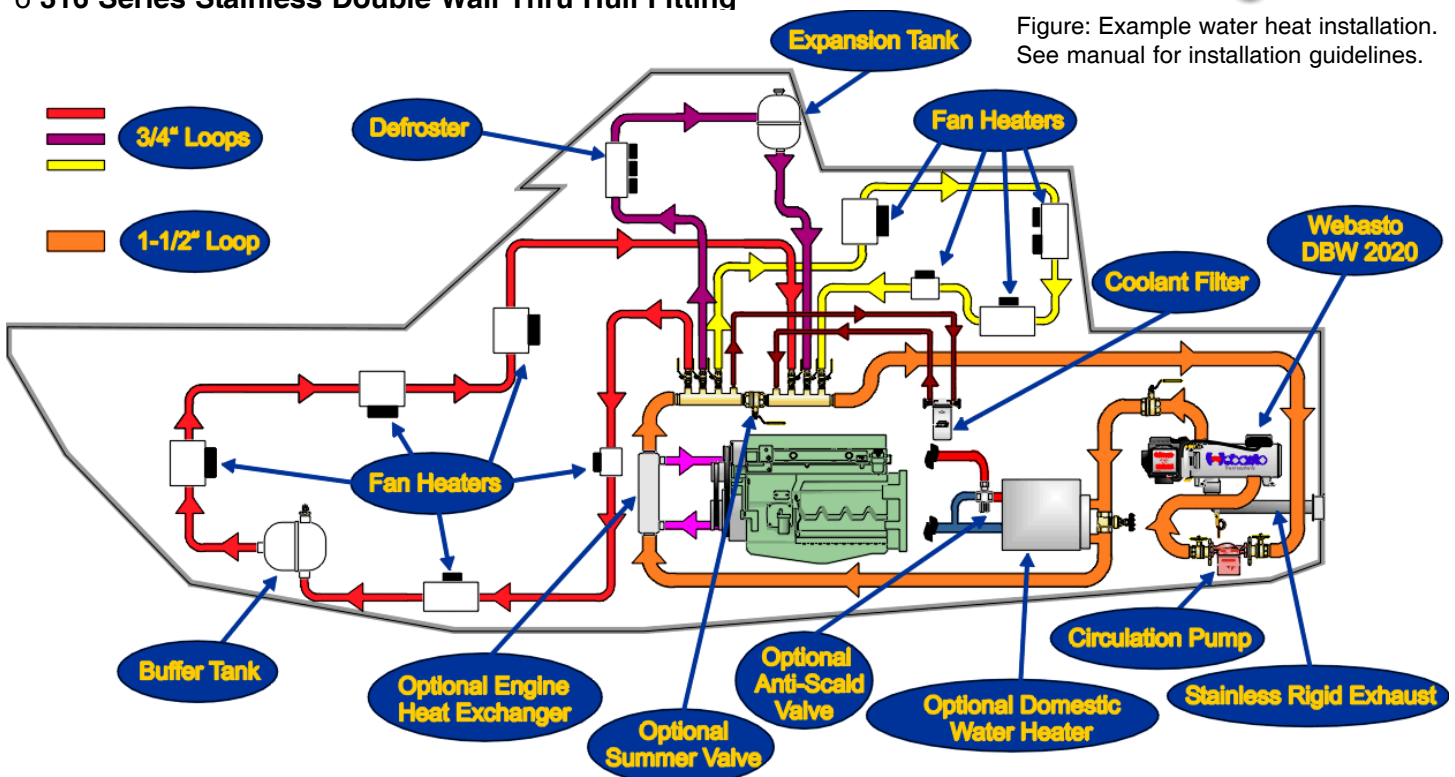 6 316 Series Stainless Double Wall Thru Hull Fitting
Figure: Example water heat installation.
See manual for installation guidelines.
Expansion Tank
Defroster
Fan Heaters
3/4" Loops
1-1/2" Loop
Webasto
DBW 2020
Coolant Filter
Fan Heaters
Webasto
Buffer Tank
Optional Engine
Heat Exchanger
Optional
Summer Valve
Optional
Anti-Scald
Valve
Optional Domestic
Water Heater
Circulation Pump
Stainless Rigid Exhaust